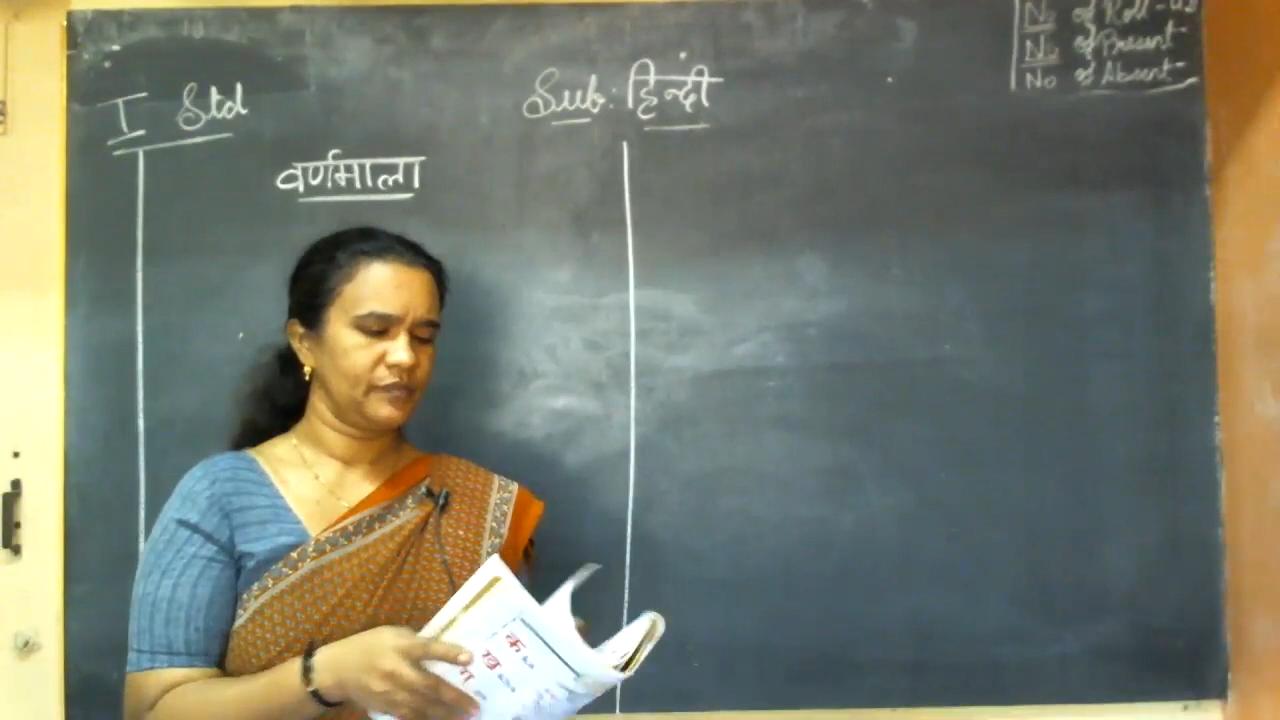 I Std
Sub: हिन्दी
No of Roll -
No of Present
No of Absent
वर्णमाला
क
ख
ग